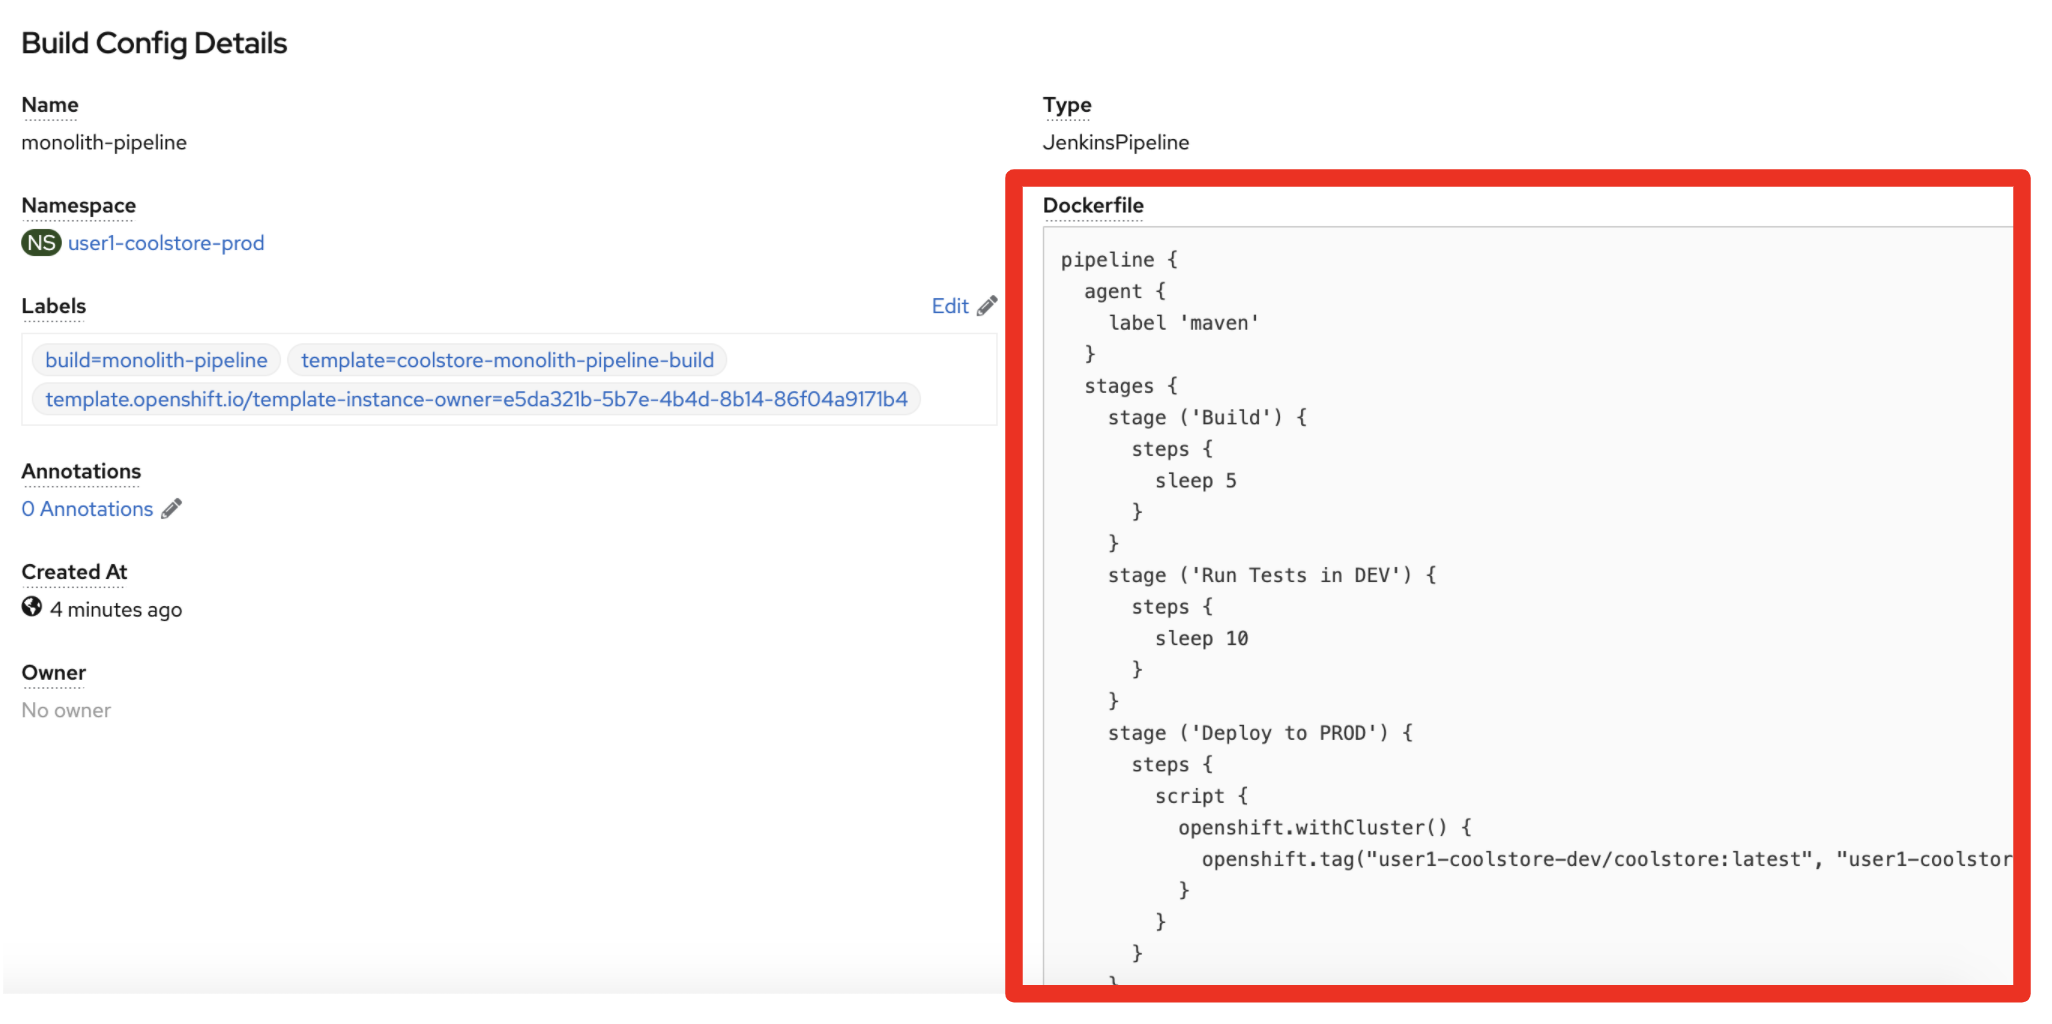 Build Config Details
Name
monolith-pipeline
Namespace
NS user1-coolstore-prod
Labels
Edit
build=monolith-pipeline template=coolstore-monolith-pipeline-build
template.openshift.io/template-instance-owner=e5da321b-5b7e-4b4d-8b14-86f04a9171b4
Annotations
0 Annotations
Created At
4 minutes ago
Owner
No owner
Type
JenkinsPipeline
Dockerfile
pipeline {
  agent {
    label 'maven'
  }
  stages {
    stage ('Build') {
      steps {
        sleep 5
      }
    }
    stage ('Run Tests in DEV') {
      steps {
        sleep 10
      }
    }
    stage ('Deploy to PROD') {
      steps {
        script {
          openshift.withCluster() {
            openshift.tag("user1-coolstore-dev/coolstore:latest", "user1-coolstor
          }
        }
      }
    }